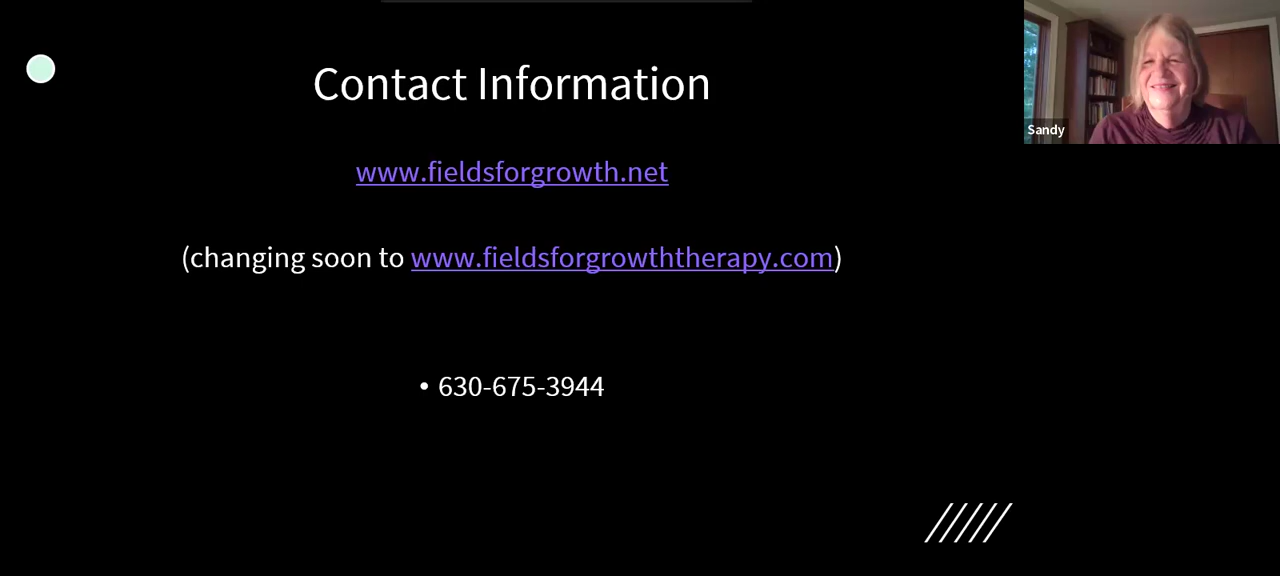 Contact Information
www.fieldsforgrowth.net
(changing soon to www.fieldsforgrowththerapy.com)
• 630-675-3944
Sandy